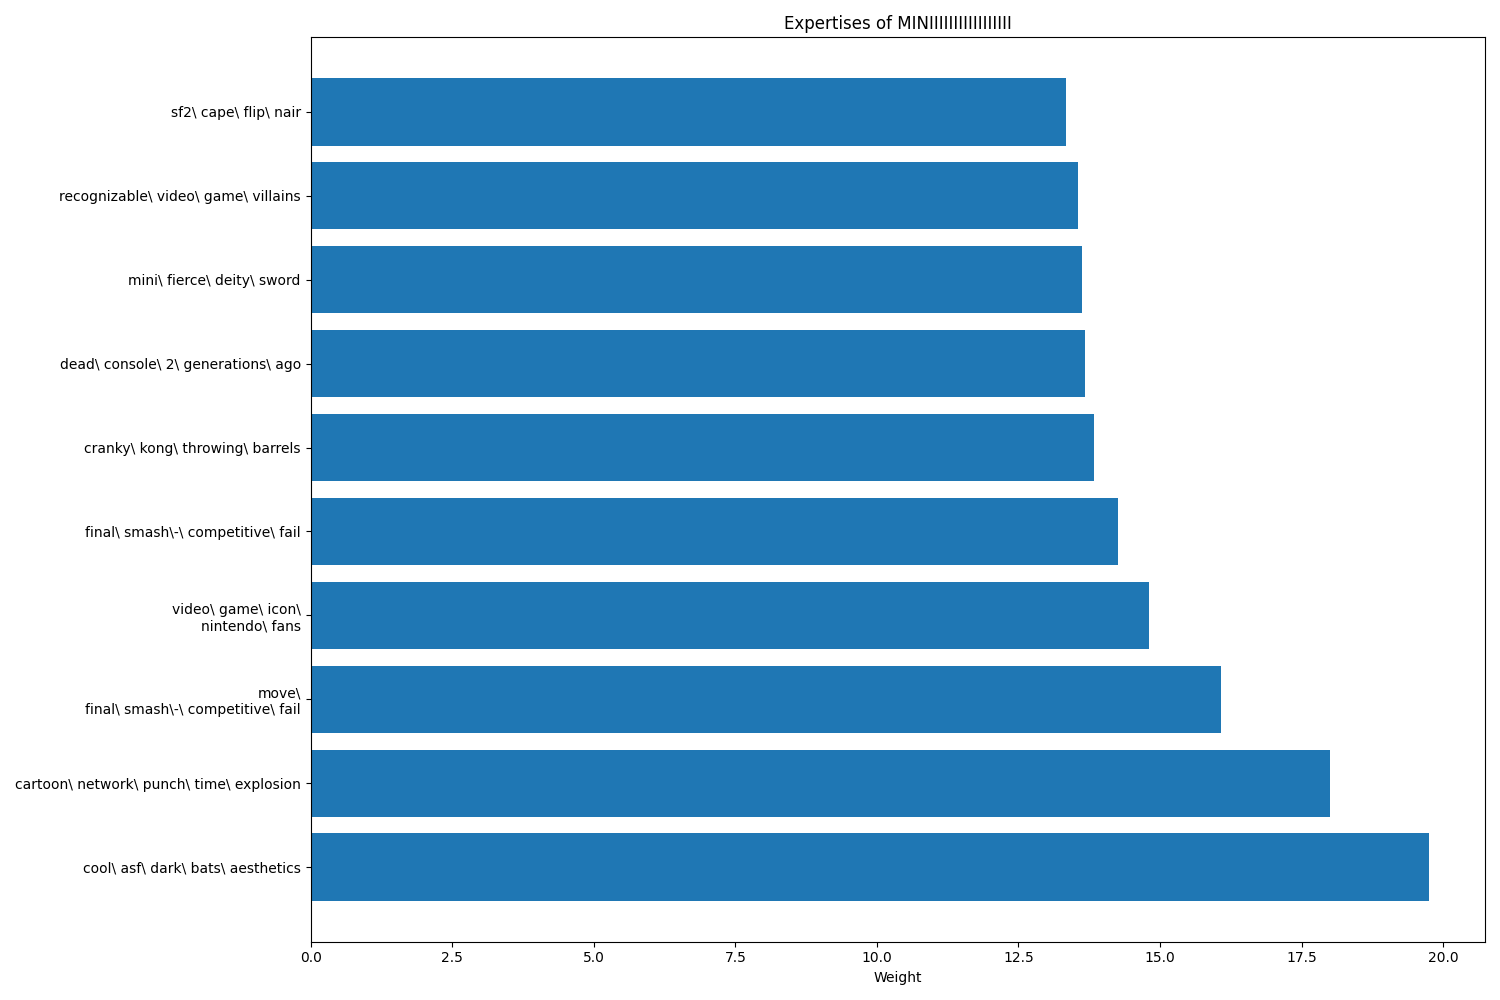 Expertises of MINIIIIIIIIIIIIIIIII
sf2\ cape\ flip\ nair
recognizable\ video\ game\ villains
mini\ fierce\ deity\ sword
dead\ console\ 2\ generations\ ago
cranky\ kong\ throwing\ barrels
final\ smash\-\ competitive\ fail
video\ game\ icon\
nintendo\ fans
move\
final\ smash\-\ competitive\ fail
cartoon\ network\ punch\ time\ explosion
cool\ asf\ dark\ bats\ aesthetics
0.0 2.5 5.0 7.5 10.0 12.5 15.0 17.5 20.0
Weight